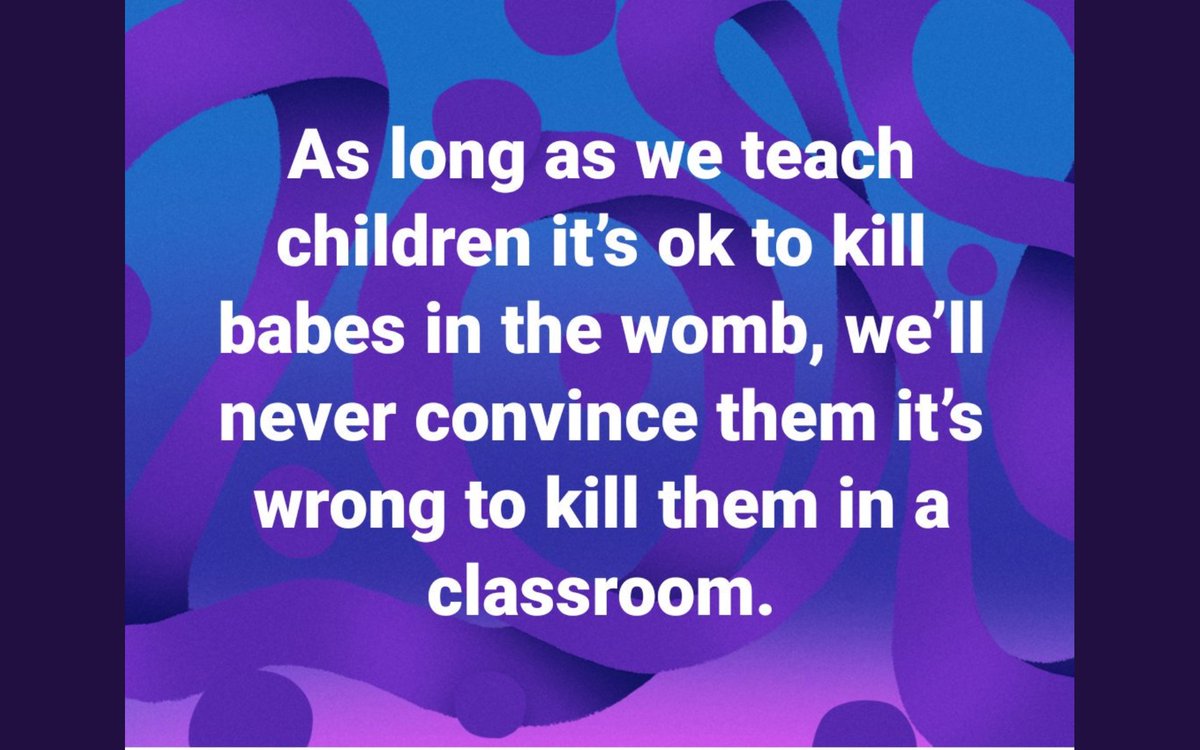 As long as we teach
children it’s ok to kill
babes in the womb, we’ll
never convince them it’s
wrong to kill them in a
classroom.